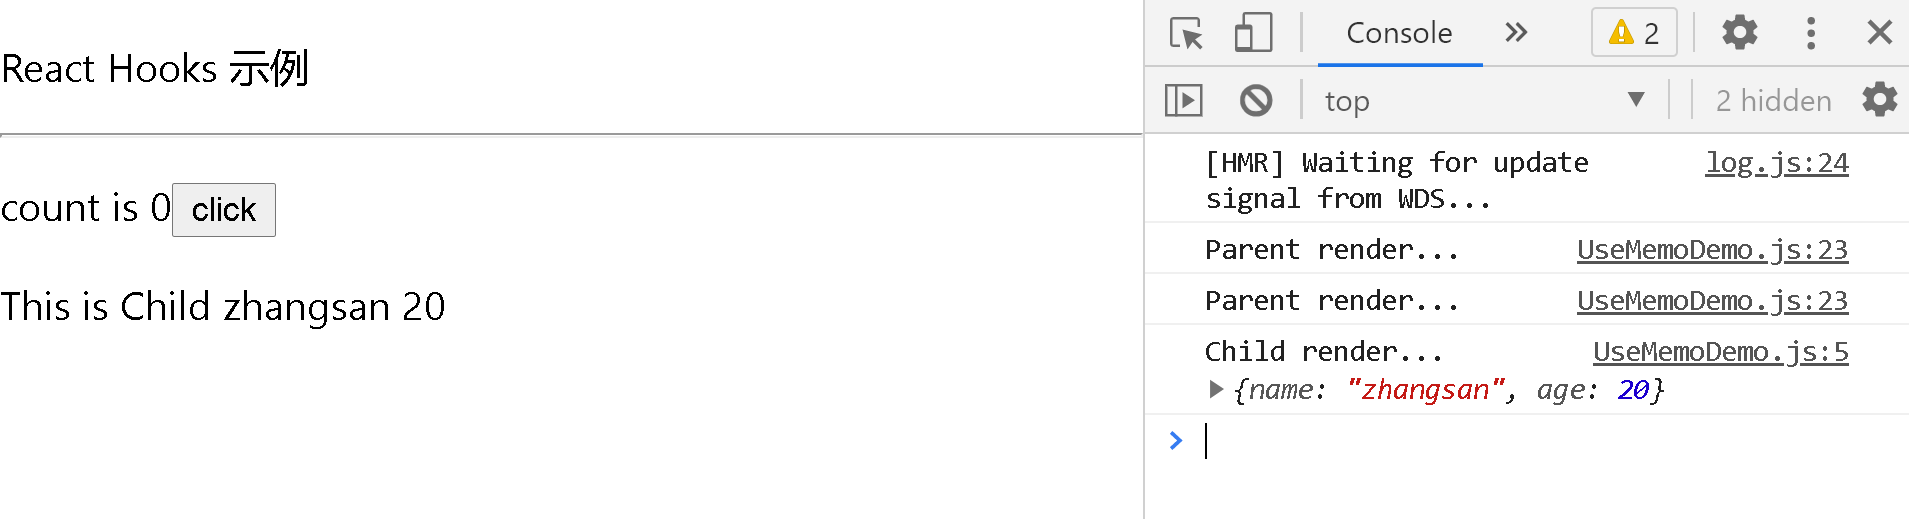 React Hooks 示例
count is 0 click
This is Child zhangsan 20
Console » 2
top 2 hidden
[HMR] Waiting for update log.js:24
signal from WDS...
Parent render... UseMemoDemo.js:23
Parent render... UseMemoDemo.js:23
Child render... UseMemoDemo.js:5
{name: "zhangsan", age: 20}